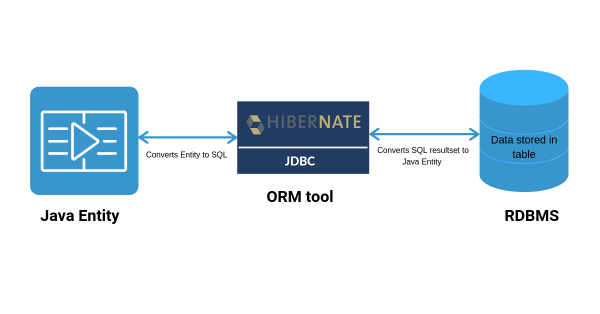 Java Entity
Converts Entity to SQL
HIBERNATE
JDBC
ORM tool
Converts SQL resultset to
Java Entity
Data stored in
table
RDBMS